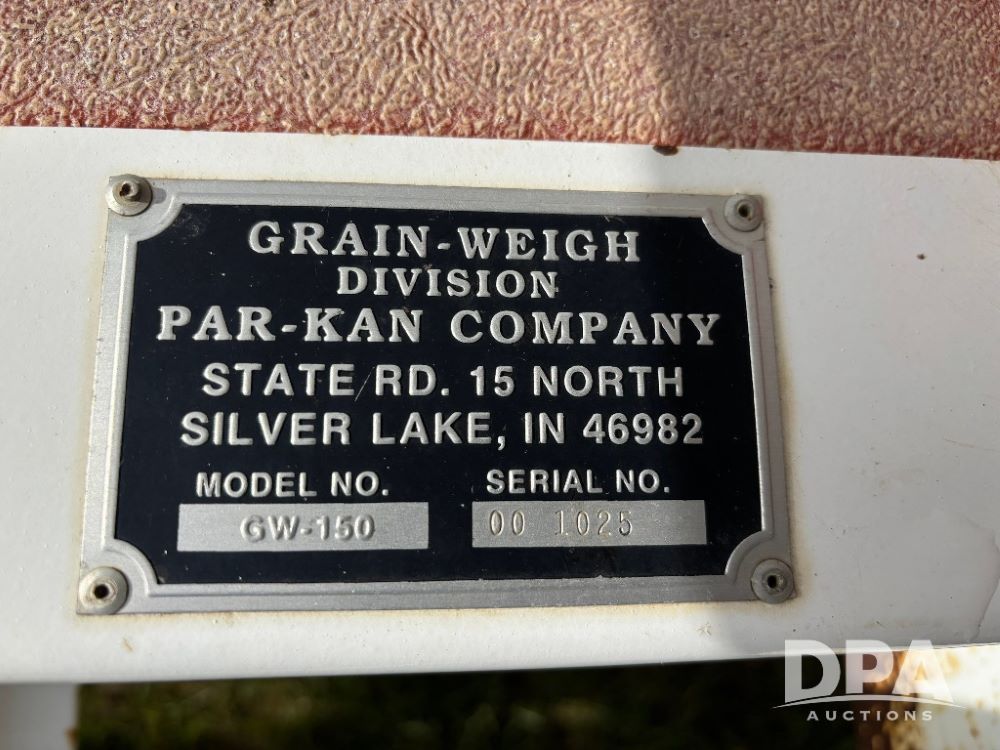 GRAIN-WEIGH
DIVISION
PAR-KAN COMPANY
STATE RD. 15 NORTH
SILVER LAKE, IN 46982
MODEL NO. SERIAL NO.
GW-150 00 1025
DPA
AUCTIONS